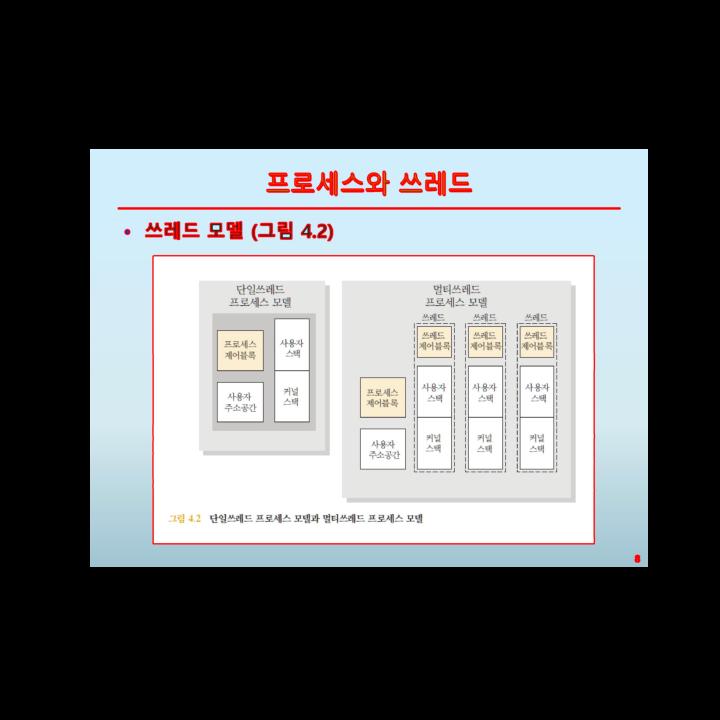 프로세스와 쓰레드
• 쓰레드 모델 (그림 4.2)
단일쓰레드
프로세스 모델
프로세스
제어블록
사용자
스택
사용자
주소공간
커널
스택
멀티쓰레드
프로세스 모델
쓰레드 쓰레드 쓰레드
쓰레드
제어블록
쓰레드
제어블록
쓰레드
제어블록
프로세스
제어블록
사용자
스택
사용자
스택
사용자
스택
사용자
주소공간
커널
스택
커널
스택
커널
스택
그림 4.2 단일쓰레드 프로세스 모델과 멀티쓰레드 프로세스 모델
8